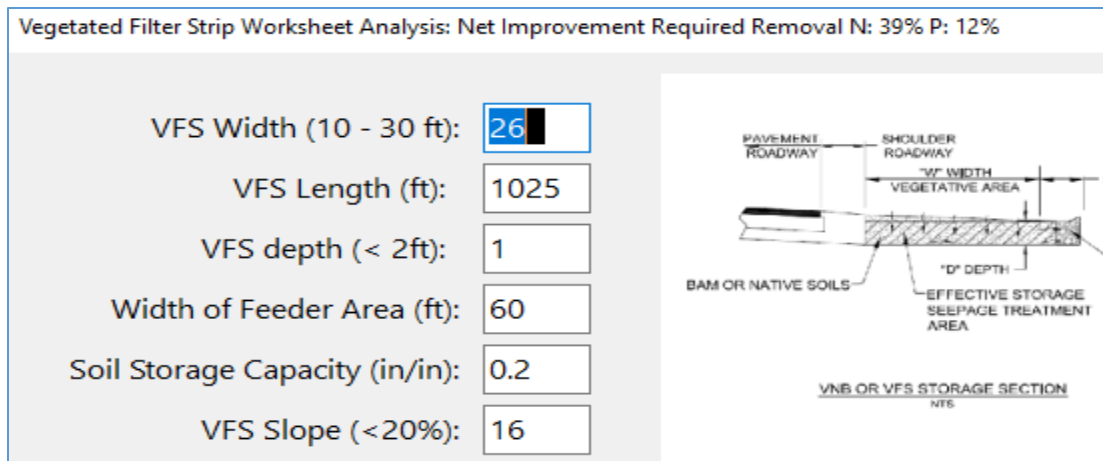 Vegetated Filter Strip Worksheet Analysis: Net Improvement Required Removal N: 39% P: 12%
VFS Width (10 - 30 ft): 26
VFS Length (ft): 1025
VFS depth (< 2ft): 1
Width of Feeder Area (ft): 60
Soil Storage Capacity (in/in): 0.2
VFS Slope (<20%): 16
PAVEMENT
ROADWAY
SHOULDER
ROADWAY
"W" WIDTH
VEGETATIVE AREA
"D" DEPTH
BAM OR NATIVE SOILS
EFFECTIVE STORAGE
SEEPAGE TREATMENT
AREA
VNB OR VFS STORAGE SECTION
NTS